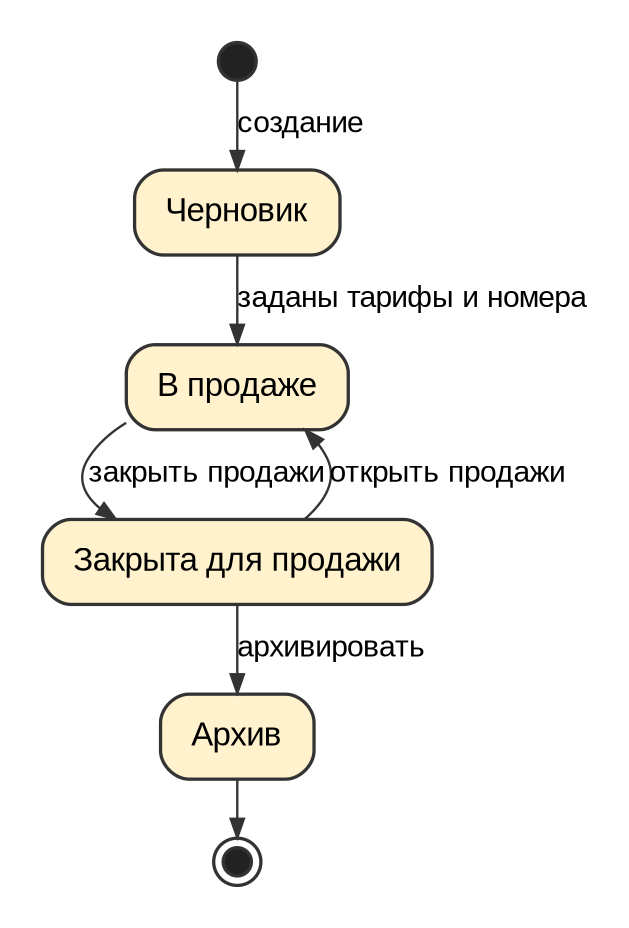 создание
Черновик
заданы тарифы и номера
В продаже
закрыть продажи
открыть продажи
Закрыта для продажи
архивировать
Архив